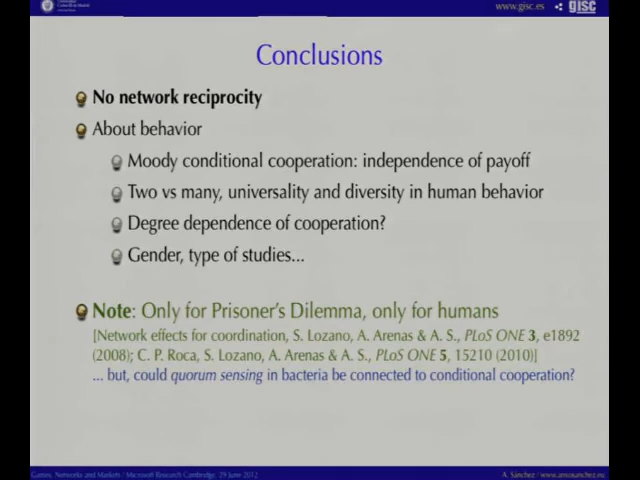 www.gisc.es gisc
Conclusions
No network reciprocity
About behavior
Moody conditional cooperation: independence of payoff
Two vs many, universality and diversity in human behavior
Degree dependence of cooperation?
Gender, type of studies...
Note: Only for Prisoner's Dilemma, only for humans
[Network effects for coordination, S. Lozano, A. Arenas & A. S., PLoS ONE 3, e1892
(2008); C. P. Roca, S. Lozano, A. Arenas & A. S., PLoS ONE 5, 15210 (2010)]
... but, could quorum sensing in bacteria be connected to conditional cooperation?
Games, Networks and Markets / Microsoft Research Cambridge, 29 June 2012
A. Sánchez / www.anxosanchez.eu